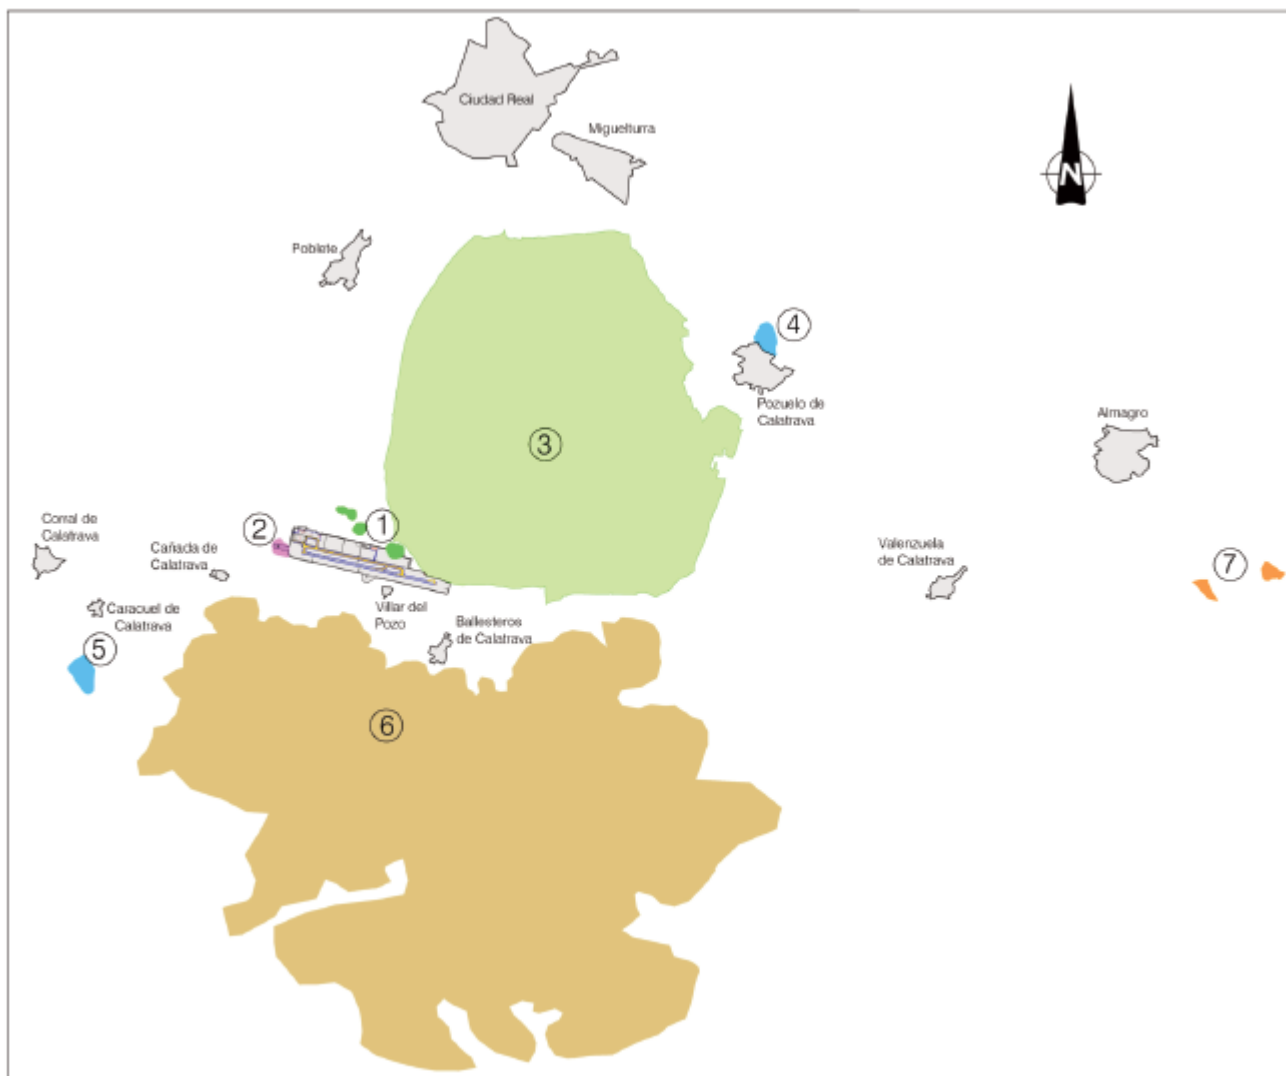 Ciudad Real
Miguelturra
N
Poblete
4
Pozuelo de
Calatrava
Almagro
3
Corral de
Calatrava
2
1
Cañada de
Calatrava
Valenzuela
de Calatrava
7
Caracuel de
Calatrava
Villar del
Pozo
Ballesteros
de Calatrava
5
6